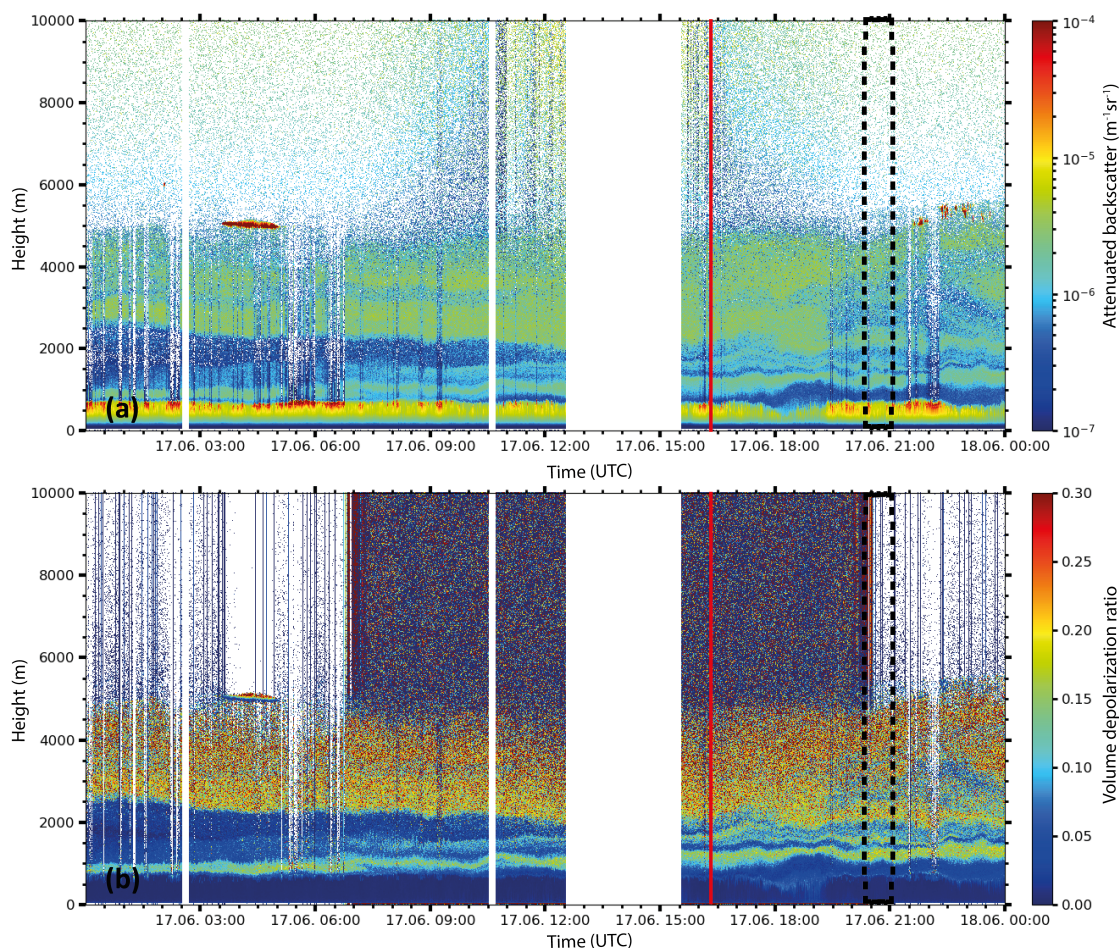 10000
8000
6000
4000
2000
0
Height (m)
(a)
17.06. 03:00 17.06. 06:00 17.06. 09:00 17.06. 12:00 17.06. 15:00 17.06. 18:00 17.06. 21:00 18.06. 00:00
Time (UTC)
10⁻⁴
10⁻⁵
10⁻⁶
10⁻⁷
Attenuated backscatter (m⁻¹sr⁻¹)
10000
8000
6000
4000
2000
0
Height (m)
(b)
17.06. 03:00 17.06. 06:00 17.06. 09:00 17.06. 12:00 17.06. 15:00 17.06. 18:00 17.06. 21:00 18.06. 00:00
Time (UTC)
0.30
0.25
0.20
0.15
0.10
0.05
0.00
Volume depolarization ratio